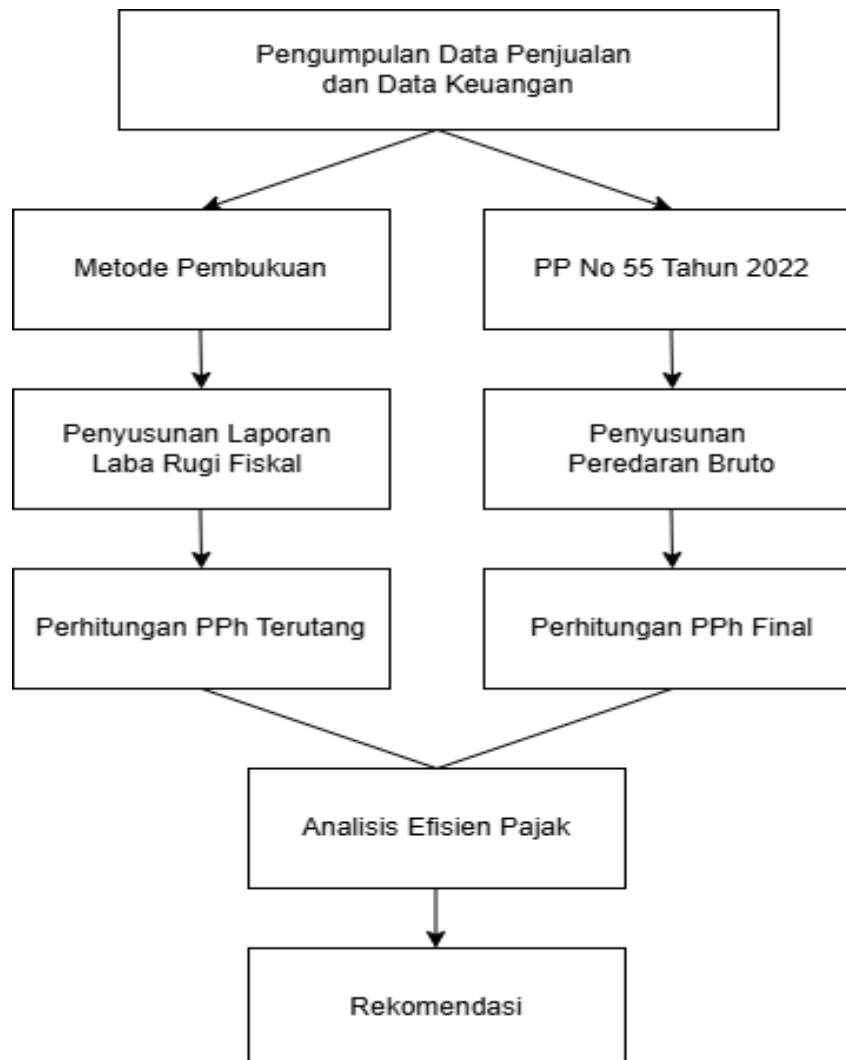 Pengumpulan Data Penjualan
dan Data Keuangan
Metode Pembukuan
PP No 55 Tahun 2022
Penyusunan Laporan
Laba Rugi Fiskal
Penyusunan
Peredaran Bruto
Perhitungan PPh Terutang
Perhitungan PPh Final
Analisis Efisien Pajak
Rekomendasi